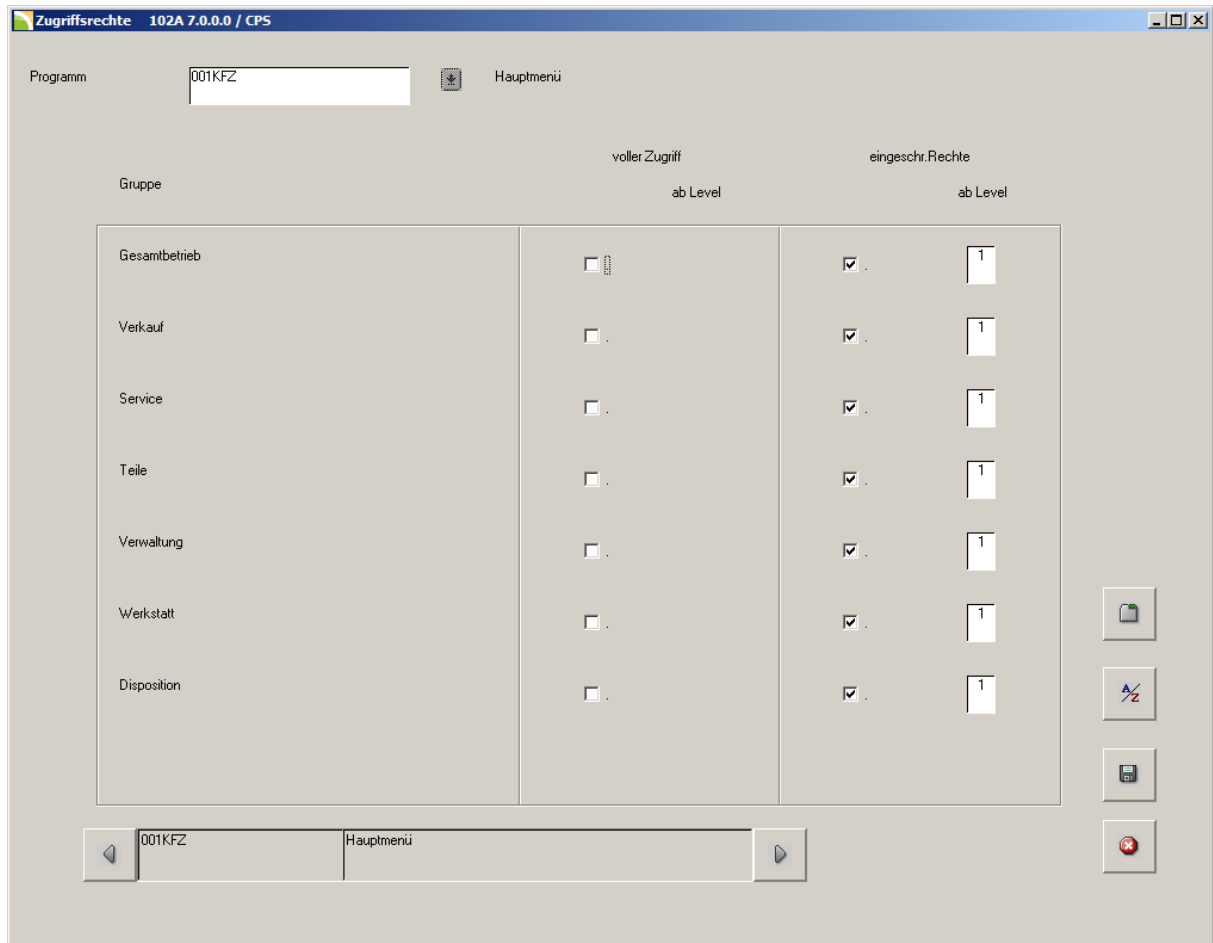 Zugriffsrechte 102A 7.0.0.0 / CPS
Programm 001KFZ Hauptmenü
voller Zugriff eingeschr.Rechte
Gruppe ab Level ab Level
Gesamtbetrieb . . 1
Verkauf . . 1
Service . . 1
Teile . . 1
Verwaltung . . 1
Werkstatt . . 1
Disposition . . 1
A/Z
001KFZ Hauptmenü